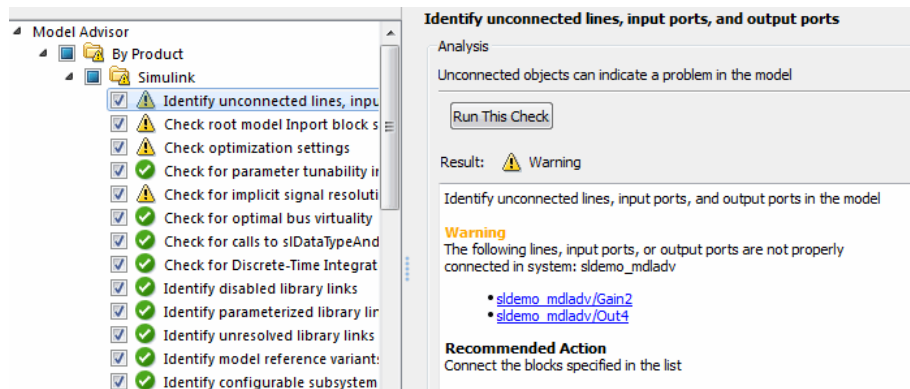 Model Advisor
By Product
Simulink
Identify unconnected lines, inpu
Check root model Inport block s
Check optimization settings
Check for parameter tunability in
Check for implicit signal resoluti
Check for optimal bus virtuality
Check for calls to slDataTypeAnd
Check for Discrete-Time Integrat
Identify disabled library links
Identify parameterized library lin
Identify unresolved library links
Identify model reference variants
Identify configurable subsystem
Identify unconnected lines, input ports, and output ports
Analysis
Unconnected objects can indicate a problem in the model
Run This Check
Result: Warning
Identify unconnected lines, input ports, and output ports in the model
Warning
The following lines, input ports, or output ports are not properly
connected in system: sldemo_mdladv
• sldemo_mdladv/Gain2
• sldemo_mdladv/Out4
Recommended Action
Connect the blocks specified in the list